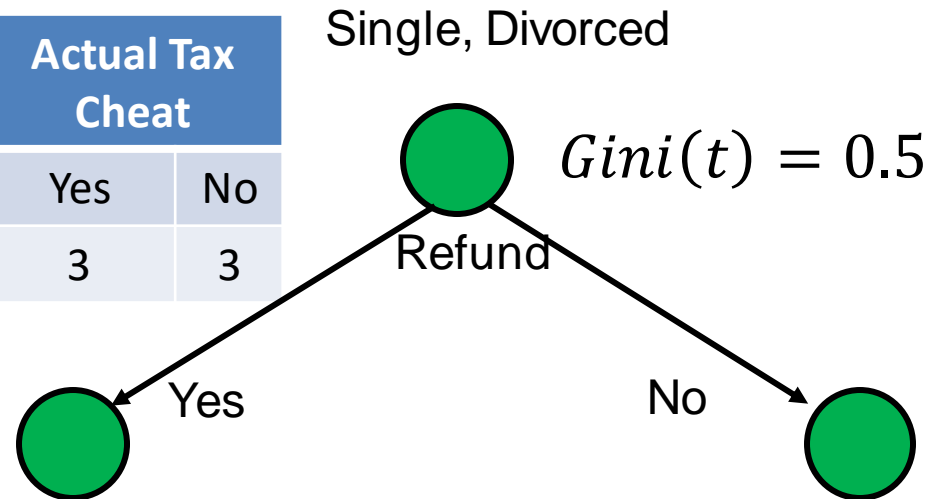 Single, Divorced
Actual Tax
Cheat
Yes No
3 3
Gini(t) = 0.5
Refund
Yes
No